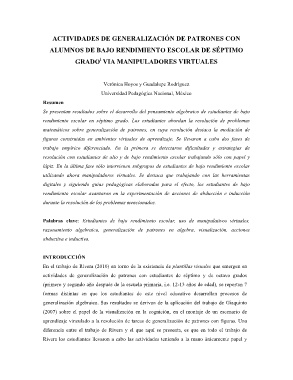 ACTIVIDADES DE GENERALIZACIÓN DE PATRONES CON
ALUMNOS DE BAJO RENDIMIENTO ESCOLAR DE SÉPTIMO
GRADO¹ VIA MANIPULADORES VIRTUALES
Verónica Hoyos y Guadalupe Rodríguez
Universidad Pedagógica Nacional, México
Resumen
Se presentan resultados sobre el desarrollo del pensamiento algebraico de estudiantes de bajo
rendimiento escolar en séptimo grado. Los estudiantes abordan la resolución de problemas
matemáticos sobre generalización de patrones, en cuya resolución destaca la mediación de
figuras construidas en ambientes virtuales de aprendizaje. Se llevaron a cabo dos fases de
trabajo empírico diferenciado. En la primera se detectaron dificultades y estrategias de
resolución con estudiantes de alto y de bajo rendimiento escolar trabajando sólo con papel y
lápiz. En la última fase sólo intervinieron subgrupos de estudiantes de bajo rendimiento escolar
utilizando ahora manipuladores virtuales. Se destaca que trabajando con las herramientas
digitales y siguiendo guías pedagógicas elaboradas para el efecto, los estudiantes de bajo
rendimiento escolar avanzaron en la experimentación de acciones de abducción e inducción
durante la resolución de los problemas mencionados.
Palabras clave: Estudiantes de bajo rendimiento escolar, uso de manipulativos virtuales,
razonamiento algebraico, generalización de patrones en algebra, visualización, acciones
abductiva e inductiva.
INTRODUCCIÓN
En el trabajo de Rivera (2010) en torno de la existencia de plantillas visuales que emergen en
actividades de generalización de patrones con estudiantes de séptimo y de octavo grados
(primero y segundo año después de la escuela primaria, i.e. 12-13 años de edad), se reportan 7
formas distintas en que los estudiantes de este nivel educativo desarrollan procesos de
generalización algebraica. Sus resultados se derivan de la aplicación del trabajo de Giaquinto
(2007) sobre el papel de la visualización en la cognición, en el montaje de un escenario de
aprendizaje vinculado a la resolución de tareas de generalización de patrones con figuras. Una
diferencia entre el trabajo de Rivera y el que aquí se presenta, es que en todo el trabajo de
Rivera los estudiantes llevaron a cabo las actividades teniendo a la mano únicamente papel y